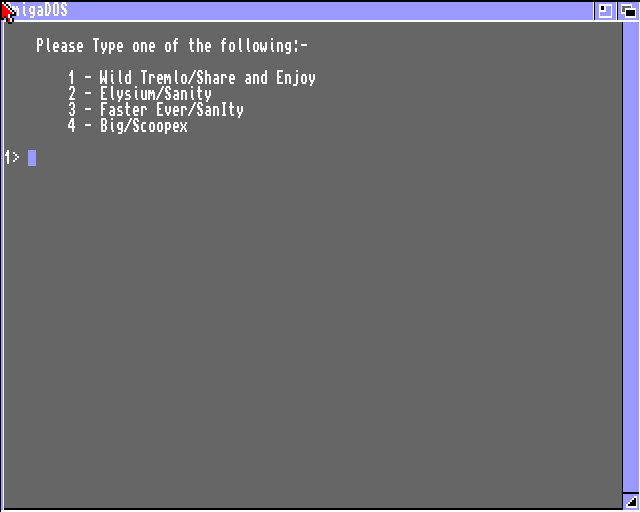 migaDOS
Please Type one of the following:-
1 - Wild Tremlo/Share and Enjoy
2 - Elysium/Sanity
3 - Faster Ever/SanIty
4 - Big/Scoopex
1>